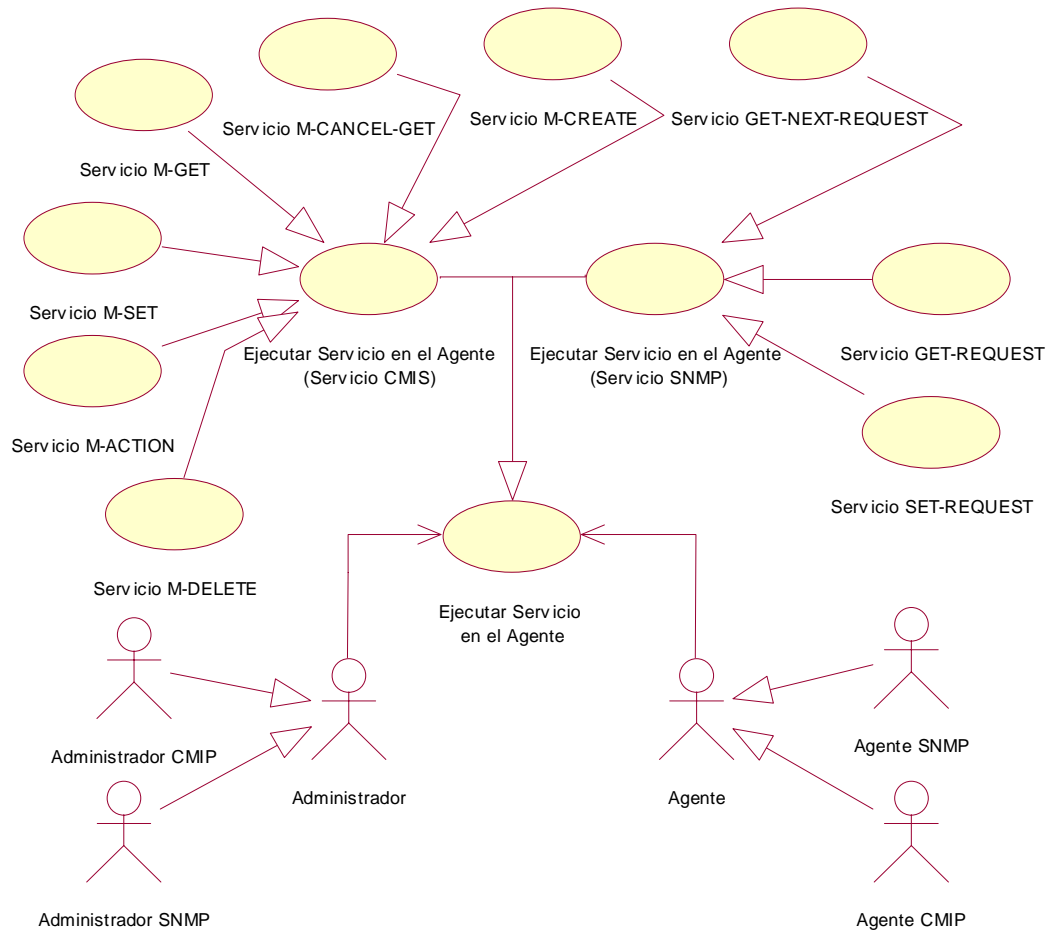 Servicio M-CANCEL-GET
Servicio M-CREATE
Servicio GET-NEXT-REQUEST
Servicio M-GET
Servicio M-SET
Ejecutar Servicio en el Agente
(Servicio CMIS)
Ejecutar Servicio en el Agente
(Servicio SNMP)
Servicio GET-REQUEST
Servicio M-ACTION
Servicio SET-REQUEST
Servicio M-DELETE
Ejecutar Servicio
en el Agente
Administrador CMIP
Agente SNMP
Administrador
Agente
Administrador SNMP
Agente CMIP